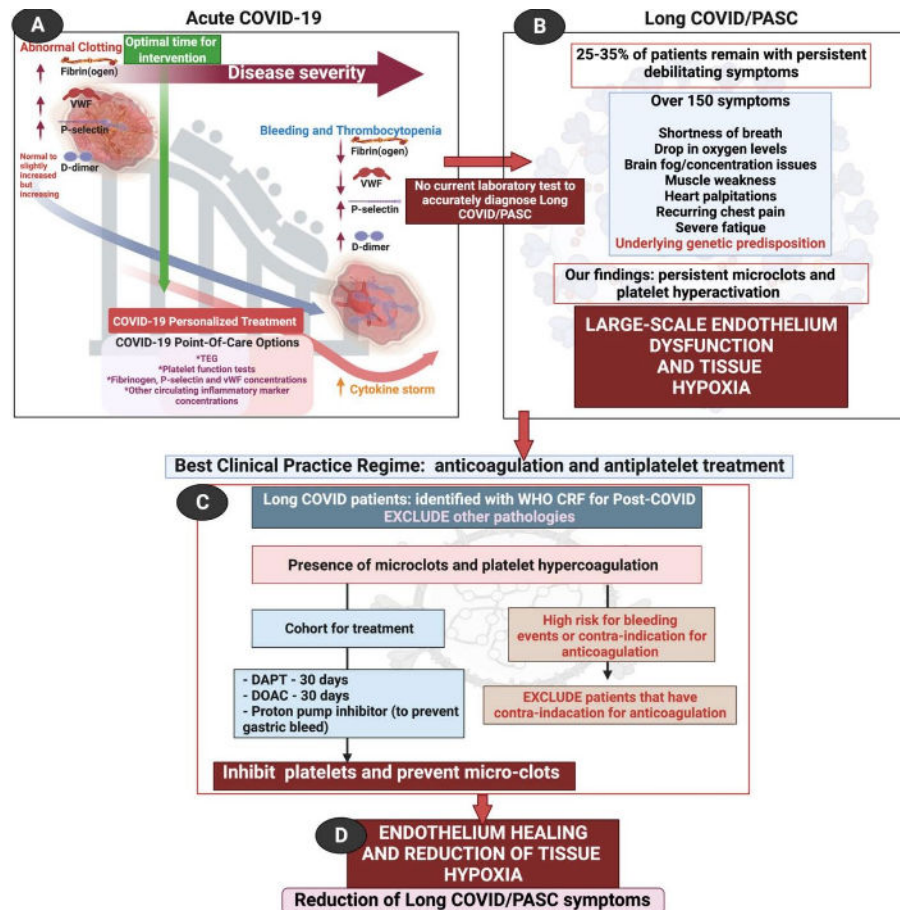 A
Acute COVID-19
Abnormal Clotting
Fibrin(ogen)
VWF
P-selectin
D-dimer
Normal to
slightly
increased
but
increasing
Optimal time for
intervention
Disease severity
Bleeding and Thrombocytopenia
Fibrin(ogen)
VWF
P-selectin
D-dimer
COVID-19 Personalized Treatment
COVID-19 Point-Of-Care Options
*TEG
*Platelet function tests
*Fibrinogen, P-selectin and vWF concentrations
*Other circulating inflammatory marker
concentrations
Cytokine storm
No current laboratory test to
accurately diagnose Long
COVID/PASC
B
Long COVID/PASC
25-35% of patients remain with persistent
debilitating symptoms
Over 150 symptoms
Shortness of breath
Drop in oxygen levels
Brain fog/concentration issues
Muscle weakness
Heart palpitations
Recurring chest pain
Severe fatique
Underlying genetic predisposition
Our findings: persistent microclots and
platelet hyperactivation
LARGE-SCALE ENDOTHELIUM
DYSFUNCTION
AND TISSUE
HYPOXIA
Best Clinical Practice Regime: anticoagulation and antiplatelet treatment
C
Long COVID patients: identified with WHO CRF for Post-COVID
EXCLUDE other pathologies
Presence of microclots and platelet hypercoagulation
Cohort for treatment
- DAPT - 30 days
- DOAC - 30 days
- Proton pump inhibitor (to prevent
gastric bleed)
High risk for bleeding
events or contra-indication for
anticoagulation
EXCLUDE patients that have
contra-indacation for anticoagulation
Inhibit platelets and prevent micro-clots
D
ENDOTHELIUM HEALING
AND REDUCTION OF TISSUE
HYPOXIA
Reduction of Long COVID/PASC symptoms